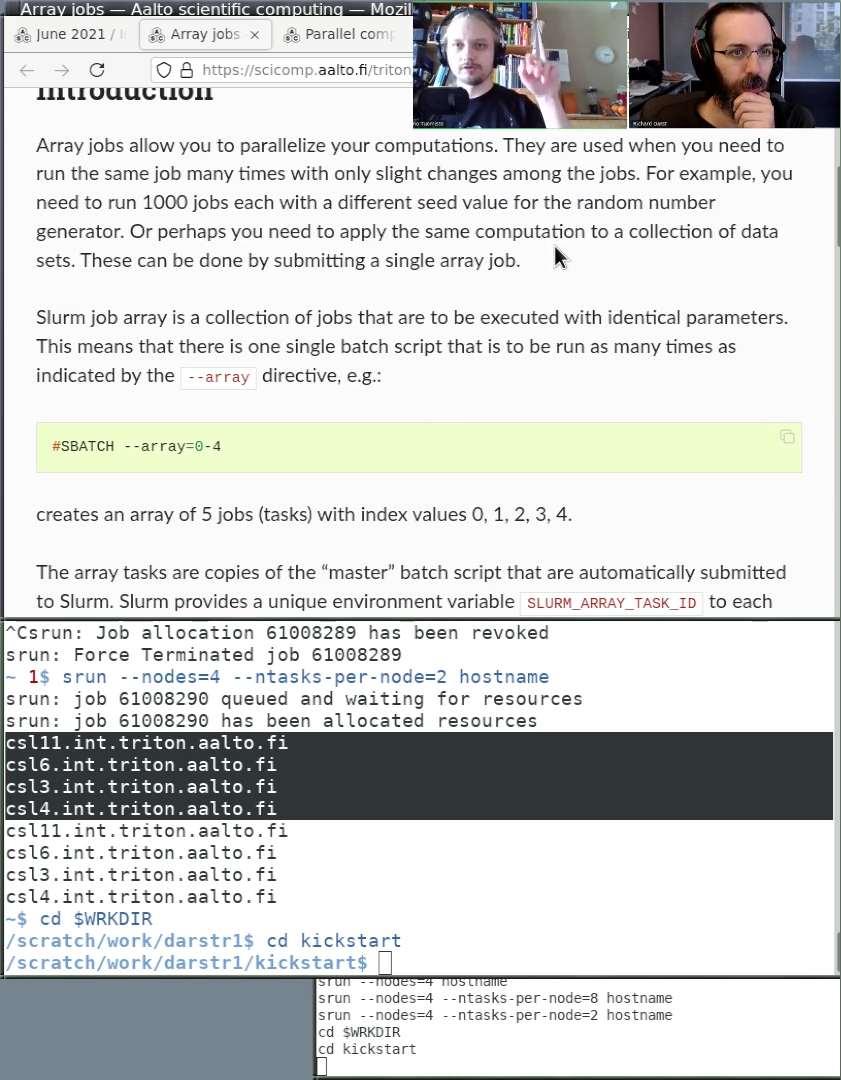 Array jobs — Aalto scientific computing — Mozil
June 2021 /
Array jobs
Parallel comp
https://scicomp.aalto.fi/triton
Introduction
Array jobs allow you to parallelize your computations. They are used when you need to
run the same job many times with only slight changes among the jobs. For example, you
need to run 1000 jobs each with a different seed value for the random number
generator. Or perhaps you need to apply the same computation to a collection of data
sets. These can be done by submitting a single array job.
Slurm job array is a collection of jobs that are to be executed with identical parameters.
This means that there is one single batch script that is to be run as many times as
indicated by the --array directive, e.g.:
#SBATCH --array=0-4
creates an array of 5 jobs (tasks) with index values 0, 1, 2, 3, 4.
The array tasks are copies of the “master” batch script that are automatically submitted
to Slurm. Slurm provides a unique environment variable SLURM_ARRAY_TASK_ID to each
^Csrun: Job allocation 61008289 has been revoked
srun: Force Terminated job 61008289
~ 1$ srun --nodes=4 --ntasks-per-node=2 hostname
srun: job 61008290 queued and waiting for resources
srun: job 61008290 has been allocated resources
csl11.int.triton.aalto.fi
csl6.int.triton.aalto.fi
csl3.int.triton.aalto.fi
csl4.int.triton.aalto.fi
csl11.int.triton.aalto.fi
csl6.int.triton.aalto.fi
csl3.int.triton.aalto.fi
csl4.int.triton.aalto.fi
~$ cd $WRKDIR
/scratch/work/darstr1$ cd kickstart
/scratch/work/darstr1/kickstart$
srun --nodes=4 hostname
srun --nodes=4 --ntasks-per-node=8 hostname
srun --nodes=4 --ntasks-per-node=2 hostname
cd $WRKDIR
cd kickstart
no Tuomisto
Richard Darst